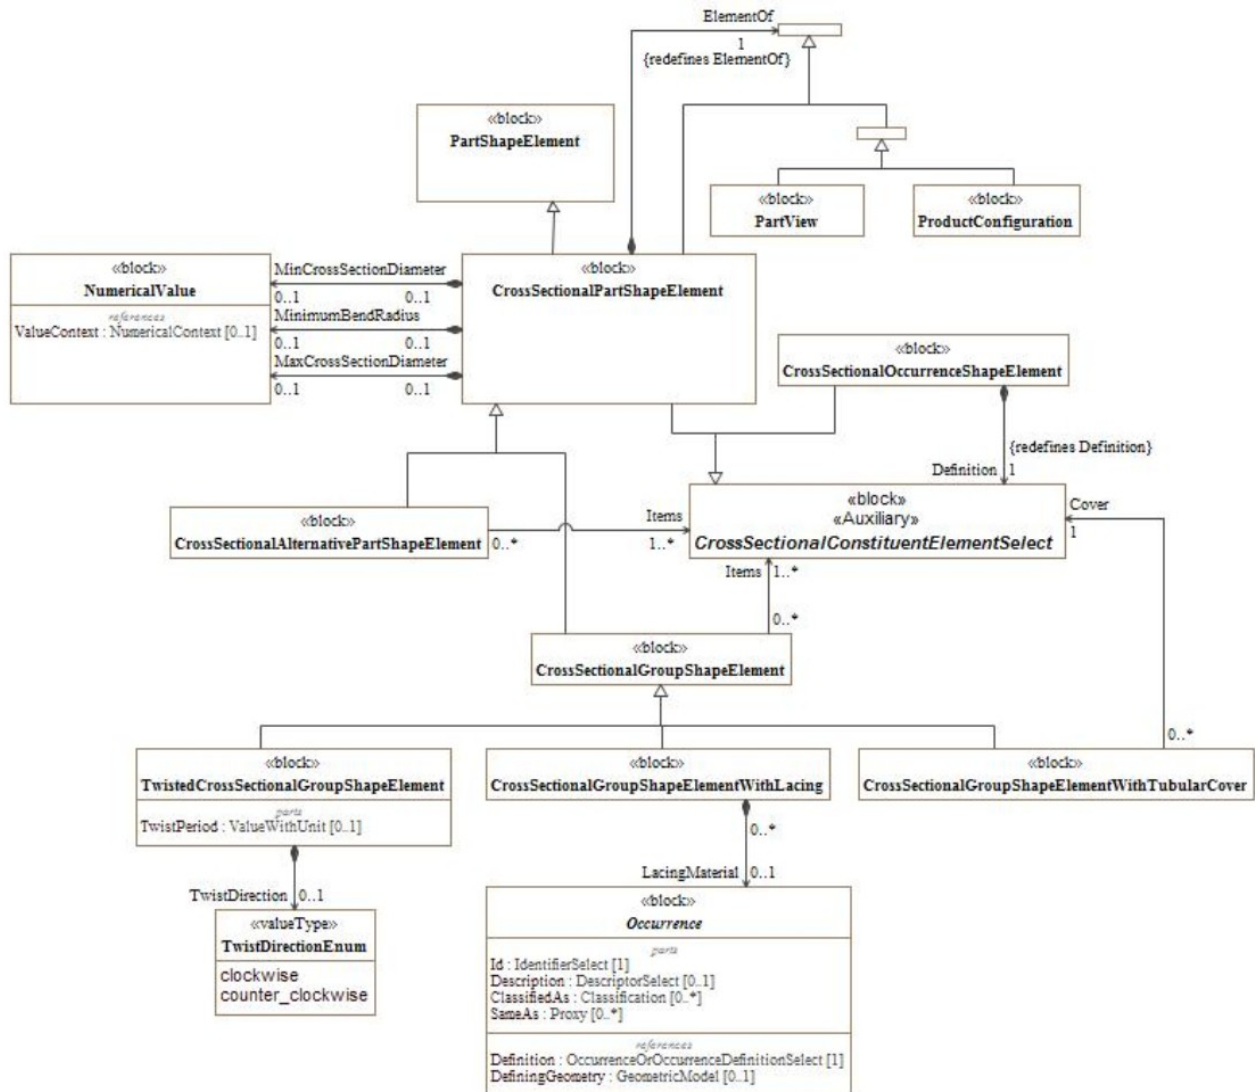 ElementOf
1
{redefines ElementOf}
«block»
PartShapeElement
«block»
PartView
«block»
ProductConfiguration
«block»
NumericalValue
references
ValueContext : NumericalContext [0..1]
MinCrossSectionDiameter
0..1 0..1
MinimumBendRadius
0..1 0..1
MaxCrossSectionDiameter
0..1 0..1
«block»
CrossSectionalPartShapeElement
«block»
CrossSectionalOccurrenceShapeElement
{redefines Definition}
Definition 1
«block»
CrossSectionalAlternativePartShapeElement
0..*
Items
1..*
«block»
«Auxiliary»
CrossSectionalConstituentElementSelect
Cover
1
Items 1..*
0..*
«block»
CrossSectionalGroupShapeElement
0..*
«block»
TwistedCrossSectionalGroupShapeElement
parts
TwistPeriod : ValueWithUnit [0..1]
«block»
CrossSectionalGroupShapeElementWithLacing
«block»
CrossSectionalGroupShapeElementWithTubularCover
0..*
TwistDirection 0..1
LacingMaterial 0..1
«valueType»
TwistDirectionEnum
clockwise
counter_clockwise
«block»
Occurrence
parts
Id : IdentifierSelect [1]
Description : DescriptorSelect [0..1]
ClassifiedAs : Classification [0..*]
SameAs : Proxy [0..*]
references
Definition : OccurrenceOrOccurrenceDefinitionSelect [1]
DefiningGeometry : GeometricModel [0..1]